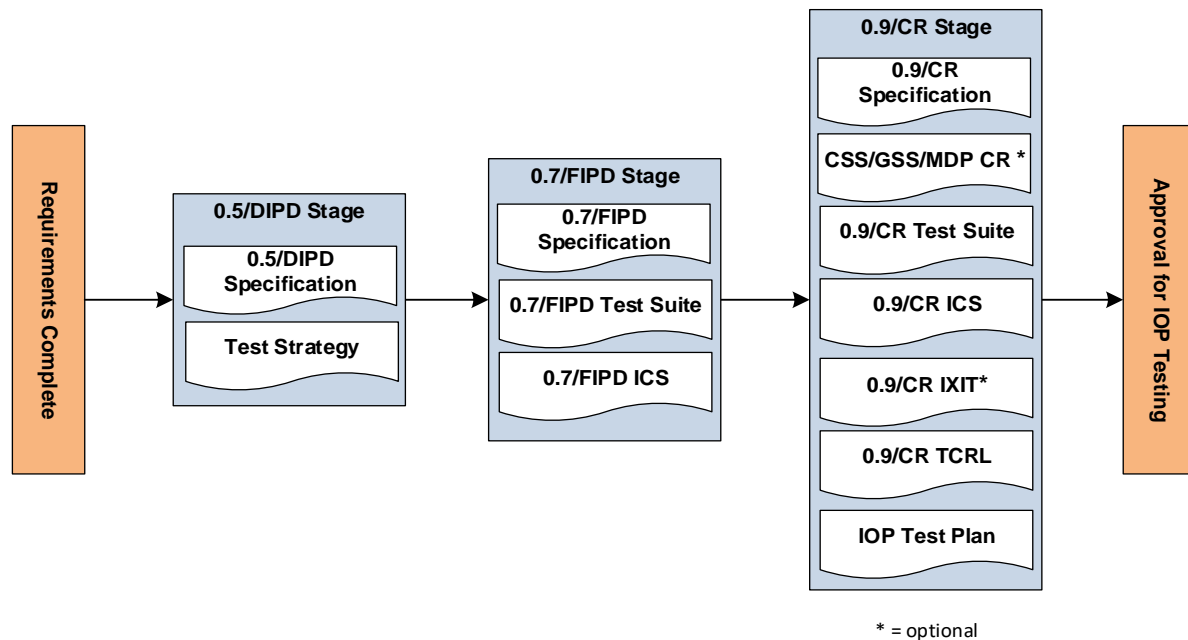 Requirements Complete
0.5/DIPD Stage
0.5/DIPD
Specification
Test Strategy
0.7/FIPD Stage
0.7/FIPD
Specification
0.7/FIPD Test Suite
0.7/FIPD ICS
0.9/CR Stage
0.9/CR
Specification
CSS/GSS/MDP CR *
0.9/CR Test Suite
0.9/CR ICS
0.9/CR IXIT*
0.9/CR TCRL
IOP Test Plan
Approval for IOP Testing
* = optional